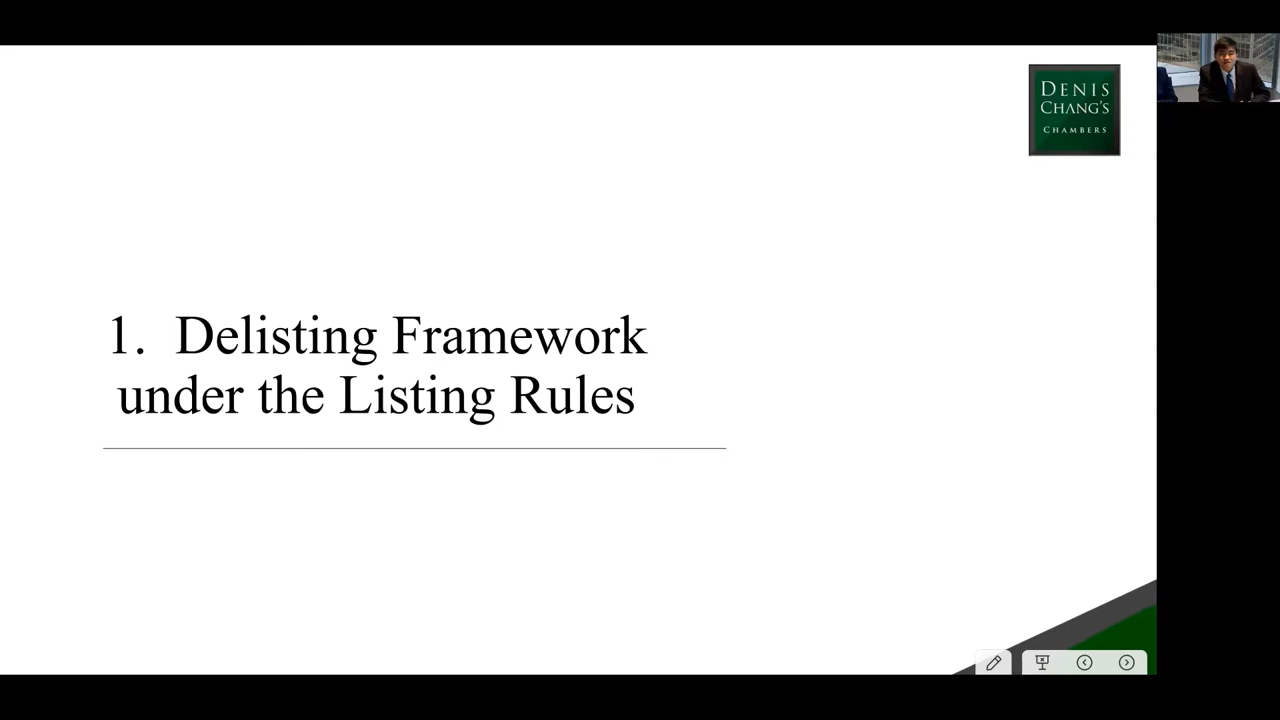 DENIS
CHANG'S
CHAMBERS
1. Delisting Framework
under the Listing Rules